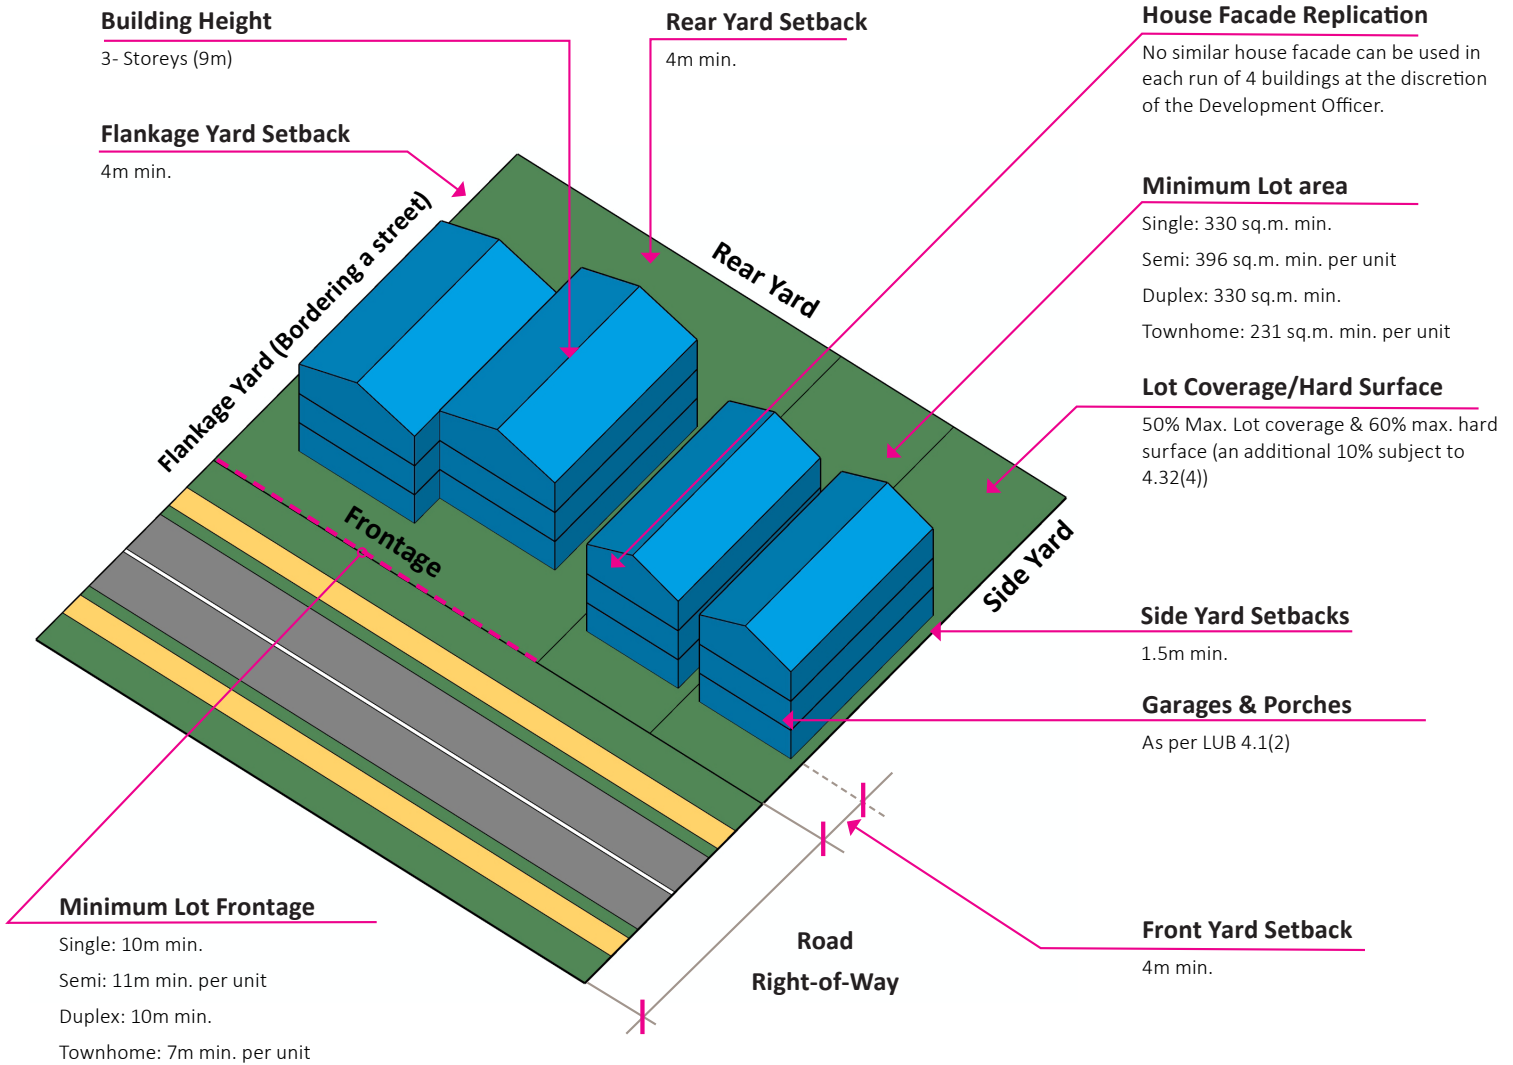 Building Height
3- Storeys (9m)
Rear Yard Setback
4m min.
House Facade Replication
No similar house facade can be used in
each run of 4 buildings at the discretion
of the Development Officer.
Flankage Yard Setback
4m min.
Minimum Lot area
Single: 330 sq.m. min.
Semi: 396 sq.m. min. per unit
Duplex: 330 sq.m. min.
Townhome: 231 sq.m. min. per unit
Flankage Yard (Bordering a street)
Rear Yard
Lot Coverage/Hard Surface
50% Max. Lot coverage & 60% max. hard
surface (an additional 10% subject to
4.32(4))
Frontage
Side Yard
Side Yard Setbacks
1.5m min.
Garages & Porches
As per LUB 4.1(2)
Minimum Lot Frontage
Single: 10m min.
Semi: 11m min. per unit
Duplex: 10m min.
Townhome: 7m min. per unit
Road
Right-of-Way
Front Yard Setback
4m min.